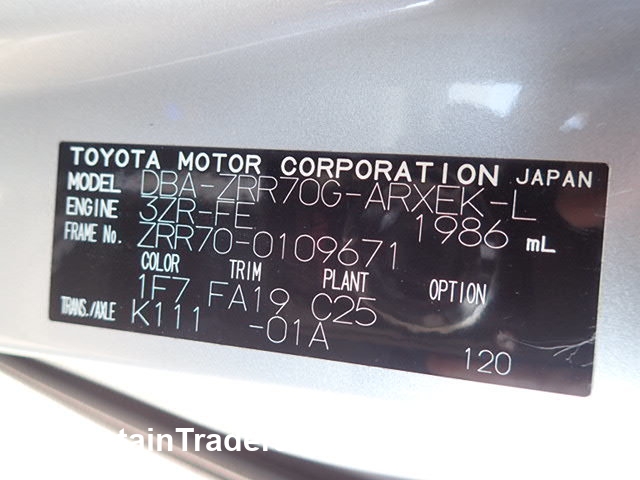 TOYOTA MOTOR CORPORATION JAPAN
MODEL DBA-ZRR70G-ARXEK-L
ENGINE 3ZR-FE 1986 mL
FRAME No. ZRR70-0109671
COLOR TRIM PLANT OPTION
1F7 FA19 C25
TRANS./AXLE K111 -01A
120